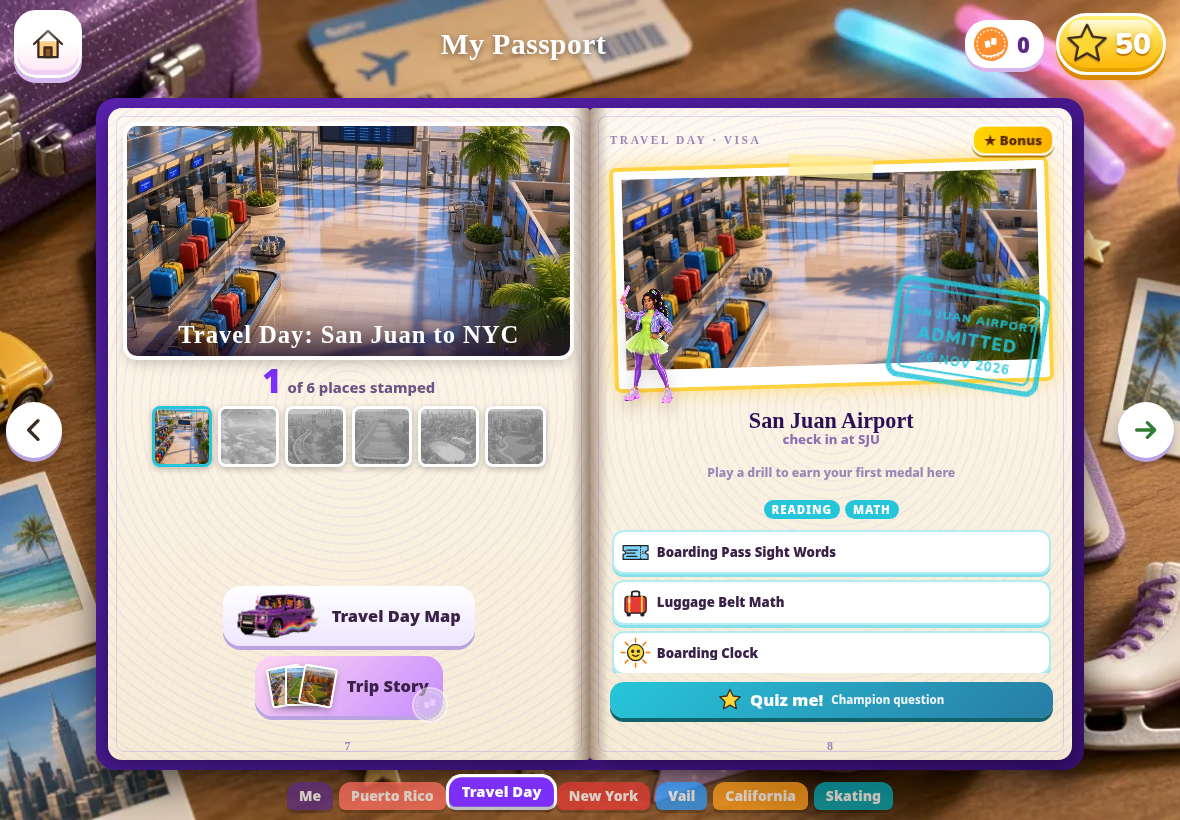 My Passport
0
50
Travel Day: San Juan to NYC
1 of 6 places stamped
Travel Day Map
Trip Story
7
TRAVEL DAY · VISA
★ Bonus
SAN JUAN AIRPORT
ADMITTED
26 NOV 2026
San Juan Airport
check in at SJU
Play a drill to earn your first medal here
READING
MATH
Boarding Pass Sight Words
Luggage Belt Math
Boarding Clock
Quiz me! Champion question
8
Me
Puerto Rico
Travel Day
New York
Vail
California
Skating